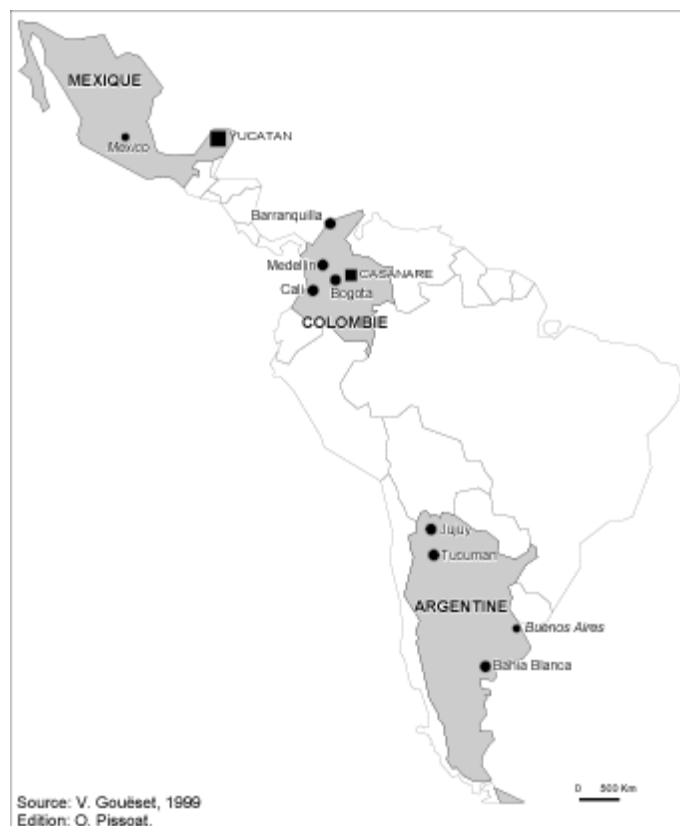 MEXIQUE
YUCATAN
Mexico
Barranquilla
Medellin
CASANARE
Cali
Bogota
COLOMBIE
Jujuy
Tucuman
ARGENTINE
Buenos Aires
Bahia Blanca
0 500 Km
Source: V. Gouëset, 1999
Edition: O. Pissoat.